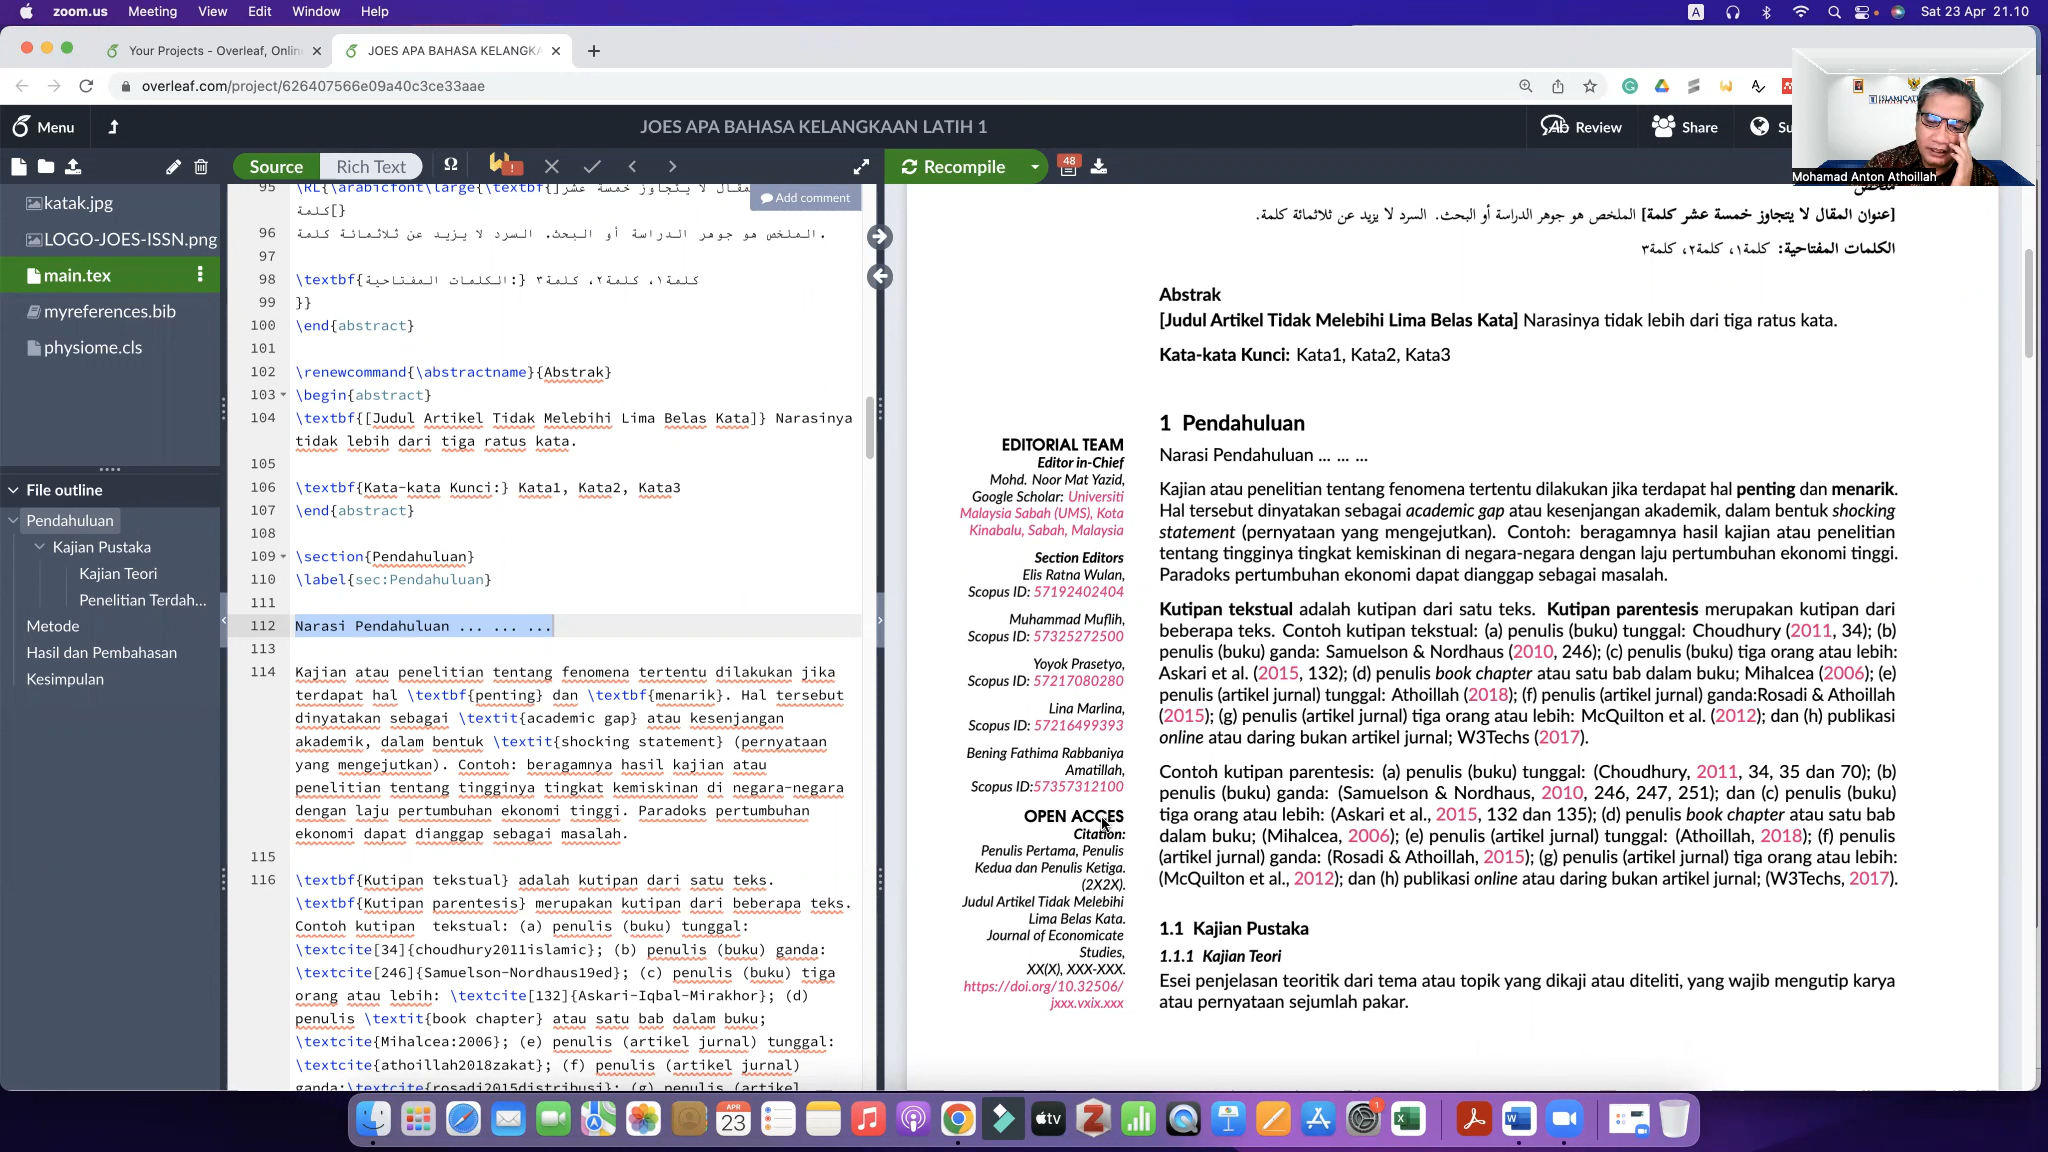 zoom.us Meeting View Edit Window Help
A
Sat 23 Apr 21.10
Your Projects - Overleaf, Onlin
JOES APA BAHASA KELANGKA
overleaf.com/project/626407566e09a40c3ce33aae
Menu
JOES APA BAHASA KELANGKAAN LATIH 1
Review
Share
Su
Mohamad Anton Athoillah
Source
Rich Text
Ω
Recompile
48
katak.jpg
LOGO-JOES-ISSN.png
main.tex
myreferences.bib
physiome.cls
File outline
Pendahuluan
Kajian Pustaka
Kajian Teori
Penelitian Terdah...
Metode
Hasil dan Pembahasan
Kesimpulan
Add comment
95 \RL{\arabicfont\large{\textbf{[عنوان المقال لا يتجاوز خمسة عشر
كلمة]}
96 الملخص هو جوهر الدراسة أو البحث. السرد لا يزيد عن ثلاثمائة كلمة.
97
98 \textbf{الكلمات المفتاحية:} كلمة١، كلمة٢، كلمة٣
99 }}
100 \end{abstract}
101
102 \renewcommand{\abstractname}{Abstrak}
103 \begin{abstract}
104 \textbf{[Judul Artikel Tidak Melebihi Lima Belas Kata]} Narasinya
tidak lebih dari tiga ratus kata.
105
106 \textbf{Kata-kata Kunci:} Kata1, Kata2, Kata3
107 \end{abstract}
108
109 \section{Pendahuluan}
110 \label{sec:Pendahuluan}
111
112 Narasi Pendahuluan ... ... ...
113
114 Kajian atau penelitian tentang fenomena tertentu dilakukan jika
terdapat hal \textbf{penting} dan \textbf{menarik}. Hal tersebut
dinyatakan sebagai \textit{academic gap} atau kesenjangan
akademik, dalam bentuk \textit{shocking statement} (pernyataan
yang mengejutkan). Contoh: beragamnya hasil kajian atau
penelitian tentang tingginya tingkat kemiskinan di negara-negara
dengan laju pertumbuhan ekonomi tinggi. Paradoks pertumbuhan
ekonomi dapat dianggap sebagai masalah.
115
116 \textbf{Kutipan tekstual} adalah kutipan dari satu teks.
\textbf{Kutipan parentesis} merupakan kutipan dari beberapa teks.
Contoh kutipan tekstual: (a) penulis (buku) tunggal:
\textcite[34]{choudhury2011islamic}; (b) penulis (buku) ganda:
\textcite[246]{Samuelson-Nordhaus19ed}; (c) penulis (buku) tiga
orang atau lebih: \textcite[132]{Askari-Iqbal-Mirakhor}; (d)
penulis \textit{book chapter} atau satu bab dalam buku;
\textcite{Mihalcea:2006}; (e) penulis (artikel jurnal) tunggal:
\textcite{athoillah2018zakat}; (f) penulis (artikel jurnal)
ganda:\textcite{rosadi2015distribusi}; (g) penulis (artikel
ملخص
[عنوان المقال لا يتجاوز خمسة عشر كلمة] الملخص هو جوهر الدراسة أو البحث. السرد لا يزيد عن ثلاثمائة كلمة.
الكلمات المفتاحية: كلمة١، كلمة٢، كلمة٣
Abstrak
[Judul Artikel Tidak Melebihi Lima Belas Kata] Narasinya tidak lebih dari tiga ratus kata.
Kata-kata Kunci: Kata1, Kata2, Kata3
1 Pendahuluan
Narasi Pendahuluan ... ... ...
Kajian atau penelitian tentang fenomena tertentu dilakukan jika terdapat hal penting dan menarik.
Hal tersebut dinyatakan sebagai academic gap atau kesenjangan akademik, dalam bentuk shocking
statement (pernyataan yang mengejutkan). Contoh: beragamnya hasil kajian atau penelitian
tentang tingginya tingkat kemiskinan di negara-negara dengan laju pertumbuhan ekonomi tinggi.
Paradoks pertumbuhan ekonomi dapat dianggap sebagai masalah.
Kutipan tekstual adalah kutipan dari satu teks. Kutipan parentesis merupakan kutipan dari
beberapa teks. Contoh kutipan tekstual: (a) penulis (buku) tunggal: Choudhury (2011, 34); (b)
penulis (buku) ganda: Samuelson & Nordhaus (2010, 246); (c) penulis (buku) tiga orang atau lebih:
Askari et al. (2015, 132); (d) penulis book chapter atau satu bab dalam buku; Mihalcea (2006); (e)
penulis (artikel jurnal) tunggal: Athoillah (2018); (f) penulis (artikel jurnal) ganda:Rosadi & Athoillah
(2015); (g) penulis (artikel jurnal) tiga orang atau lebih: McQuilton et al. (2012); dan (h) publikasi
online atau daring bukan artikel jurnal; W3Techs (2017).
Contoh kutipan parentesis: (a) penulis (buku) tunggal: (Choudhury, 2011, 34, 35 dan 70); (b)
penulis (buku) ganda: (Samuelson & Nordhaus, 2010, 246, 247, 251); dan (c) penulis (buku)
tiga orang atau lebih: (Askari et al., 2015, 132 dan 135); (d) penulis book chapter atau satu bab
dalam buku; (Mihalcea, 2006); (e) penulis (artikel jurnal) tunggal: (Athoillah, 2018); (f) penulis
(artikel jurnal) ganda: (Rosadi & Athoillah, 2015); (g) penulis (artikel jurnal) tiga orang atau lebih:
(McQuilton et al., 2012); dan (h) publikasi online atau daring bukan artikel jurnal; (W3Techs, 2017).
1.1 Kajian Pustaka
1.1.1 Kajian Teori
Esei penjelasan teoritik dari tema atau topik yang dikaji atau diteliti, yang wajib mengutip karya
atau pernyataan sejumlah pakar.
EDITORIAL TEAM
Editor in-Chief
Mohd. Noor Mat Yazid,
Google Scholar: Universiti
Malaysia Sabah (UMS), Kota
Kinabalu, Sabah, Malaysia
Section Editors
Elis Ratna Wulan,
Scopus ID: 57192402404
Muhammad Muflih,
Scopus ID: 57325272500
Yoyok Prasetyo,
Scopus ID: 57217080280
Lina Marlina,
Scopus ID: 57216499393
Bening Fathima Rabbaniya
Amatillah,
Scopus ID:57357312100
OPEN ACCES
Citation:
Penulis Pertama, Penulis
Kedua dan Penulis Ketiga.
(2X2X).
Judul Artikel Tidak Melebihi
Lima Belas Kata.
Journal of Economicate
Studies,
XX(X), XXX-XXX.
https://doi.org/10.32506/
jxxx.vxix.xxx
APR
23
tv
1